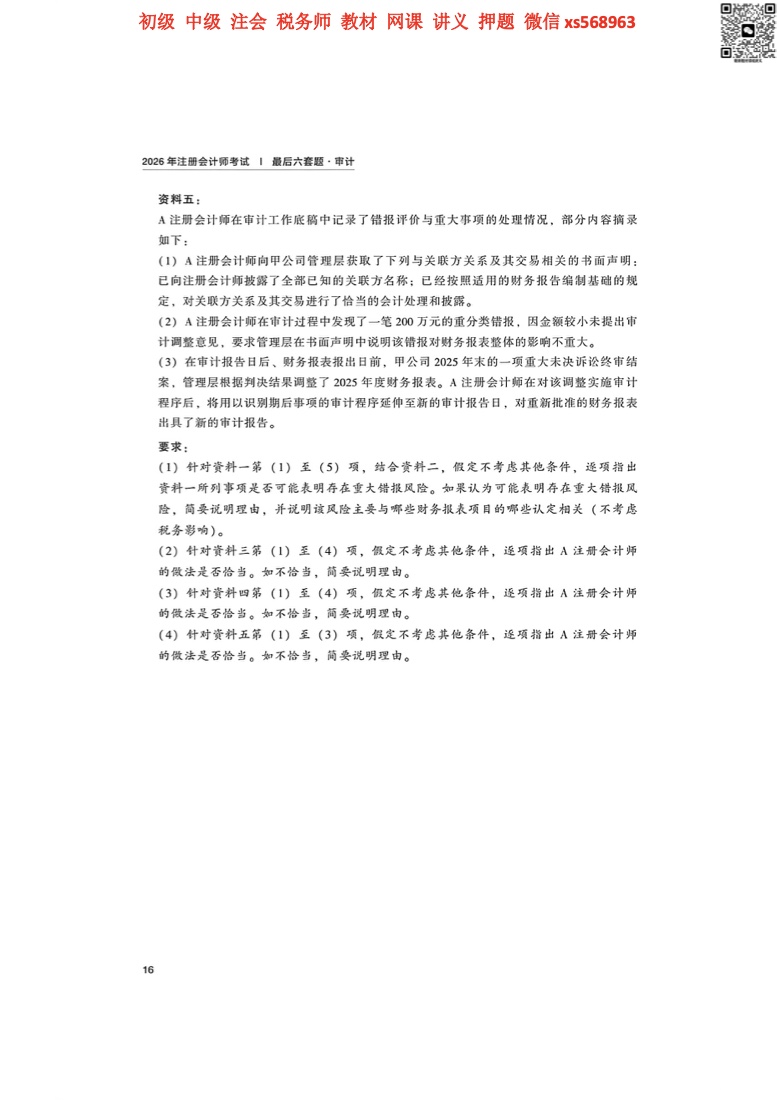 初级 中级 注会 税务师 教材 网课 讲义 押题 微信 xs568963
2026 年注册会计师考试 | 最后六套题·审计
资料五：
A 注册会计师在审计工作底稿中记录了错报评价与重大事项的处理情况，部分内容摘录
如下：
(1) A 注册会计师向甲公司管理层获取了下列与关联方关系及其交易相关的书面声明：
已向注册会计师披露了全部已知的关联方名称；已经按照适用的财务报告编制基础的规
定，对关联方关系及其交易进行了恰当的会计处理和披露。
(2) A 注册会计师在审计过程中发现了一笔 200 万元的重分类错报，因金额较小未提出审
计调整意见，要求管理层在书面声明中说明该错报对财务报表整体的影响不重大。
(3) 在审计报告日后、财务报表报出日前，甲公司 2025 年末的一项重大未决诉讼终审结
案，管理层根据判决结果调整了 2025 年度财务报表。A 注册会计师在对该调整实施审计
程序后，将用以识别期后事项的审计程序延伸至新的审计报告日，对重新批准的财务报表
出具了新的审计报告。
要求：
(1) 针对资料一第 (1) 至 (5) 项，结合资料二，假定不考虑其他条件，逐项指出
资料一所列事项是否可能表明存在重大错报风险。如果认为可能表明存在重大错报风
险，简要说明理由，并说明该风险主要与哪些财务报表项目的哪些认定相关（不考虑
税务影响）。
(2) 针对资料三第 (1) 至 (4) 项，假定不考虑其他条件，逐项指出 A 注册会计师
的做法是否恰当。如不恰当，简要说明理由。
(3) 针对资料四第 (1) 至 (4) 项，假定不考虑其他条件，逐项指出 A 注册会计师
的做法是否恰当。如不恰当，简要说明理由。
(4) 针对资料五第 (1) 至 (3) 项，假定不考虑其他条件，逐项指出 A 注册会计师
的做法是否恰当。如不恰当，简要说明理由。
16